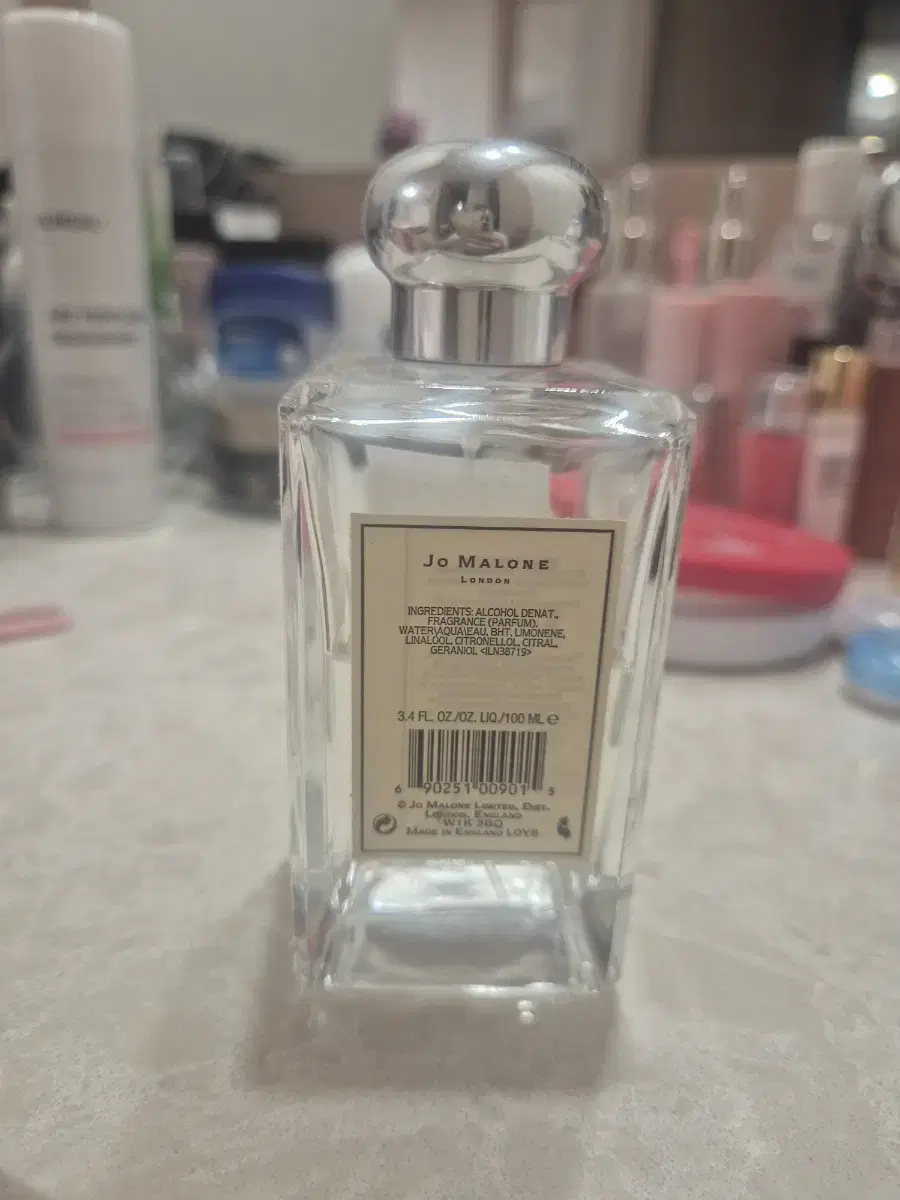 JO MALONE
LONDON
INGREDIENTS: ALCOHOL DENAT.,
FRAGRANCE (PARFUM),
WATER\AQUA\EAU, BHT, LIMONENE,
LINALOOL, CITRONELLOL, CITRAL,
GERANIOL <ILN38719>
3.4 FL. OZ./OZ. LIQ./100 ML ℮
6 90251 00901 5
© JO MALONE LIMITED, DIST.
LONDON, ENGLAND
W1K 3BQ
MADE IN ENGLAND LOYS